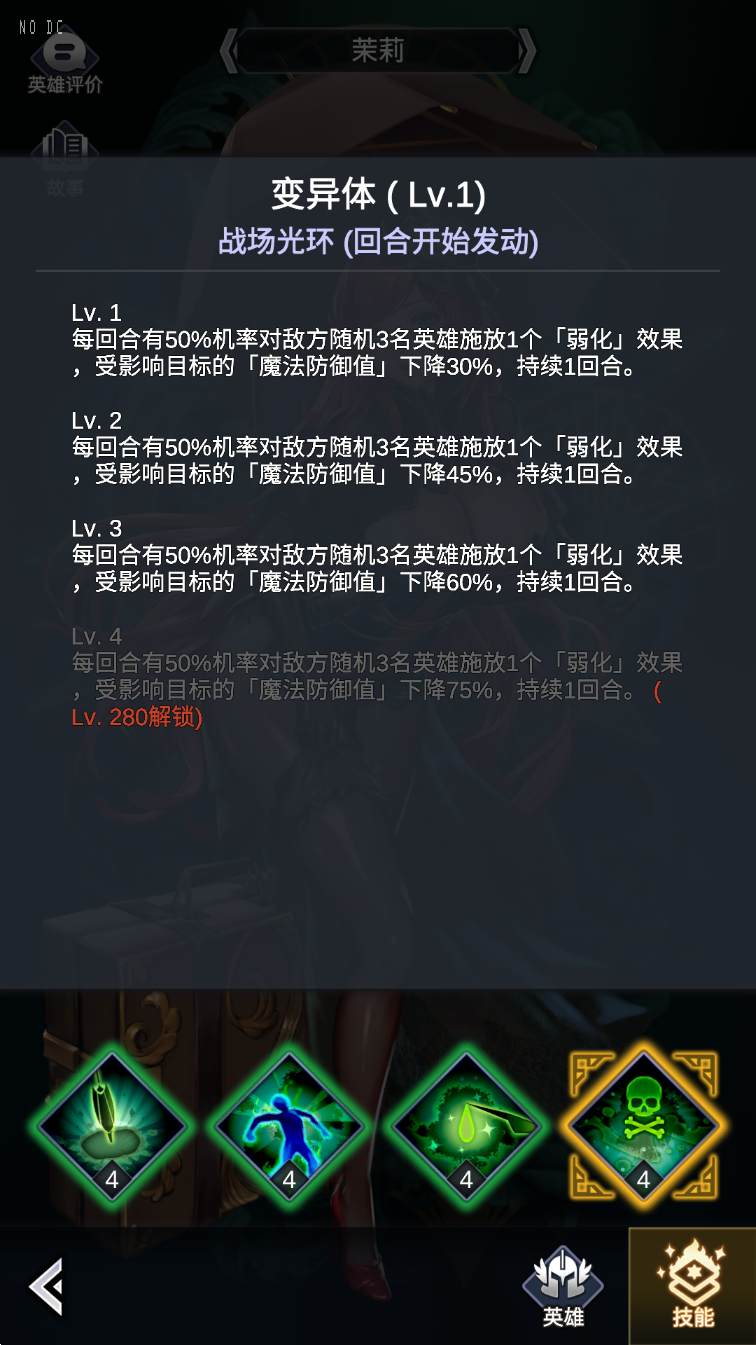 NO DC
茉莉
英雄评价
故事
变异体 ( Lv.1)
战场光环 (回合开始发动)
Lv. 1
每回合有50%机率对敌方随机3名英雄施放1个「弱化」效果
，受影响目标的「魔法防御值」下降30%，持续1回合。
Lv. 2
每回合有50%机率对敌方随机3名英雄施放1个「弱化」效果
，受影响目标的「魔法防御值」下降45%，持续1回合。
Lv. 3
每回合有50%机率对敌方随机3名英雄施放1个「弱化」效果
，受影响目标的「魔法防御值」下降60%，持续1回合。
Lv. 4
每回合有50%机率对敌方随机3名英雄施放1个「弱化」效果
，受影响目标的「魔法防御值」下降75%，持续1回合。 (
Lv. 280解锁)
4 4 4 4
英雄 技能